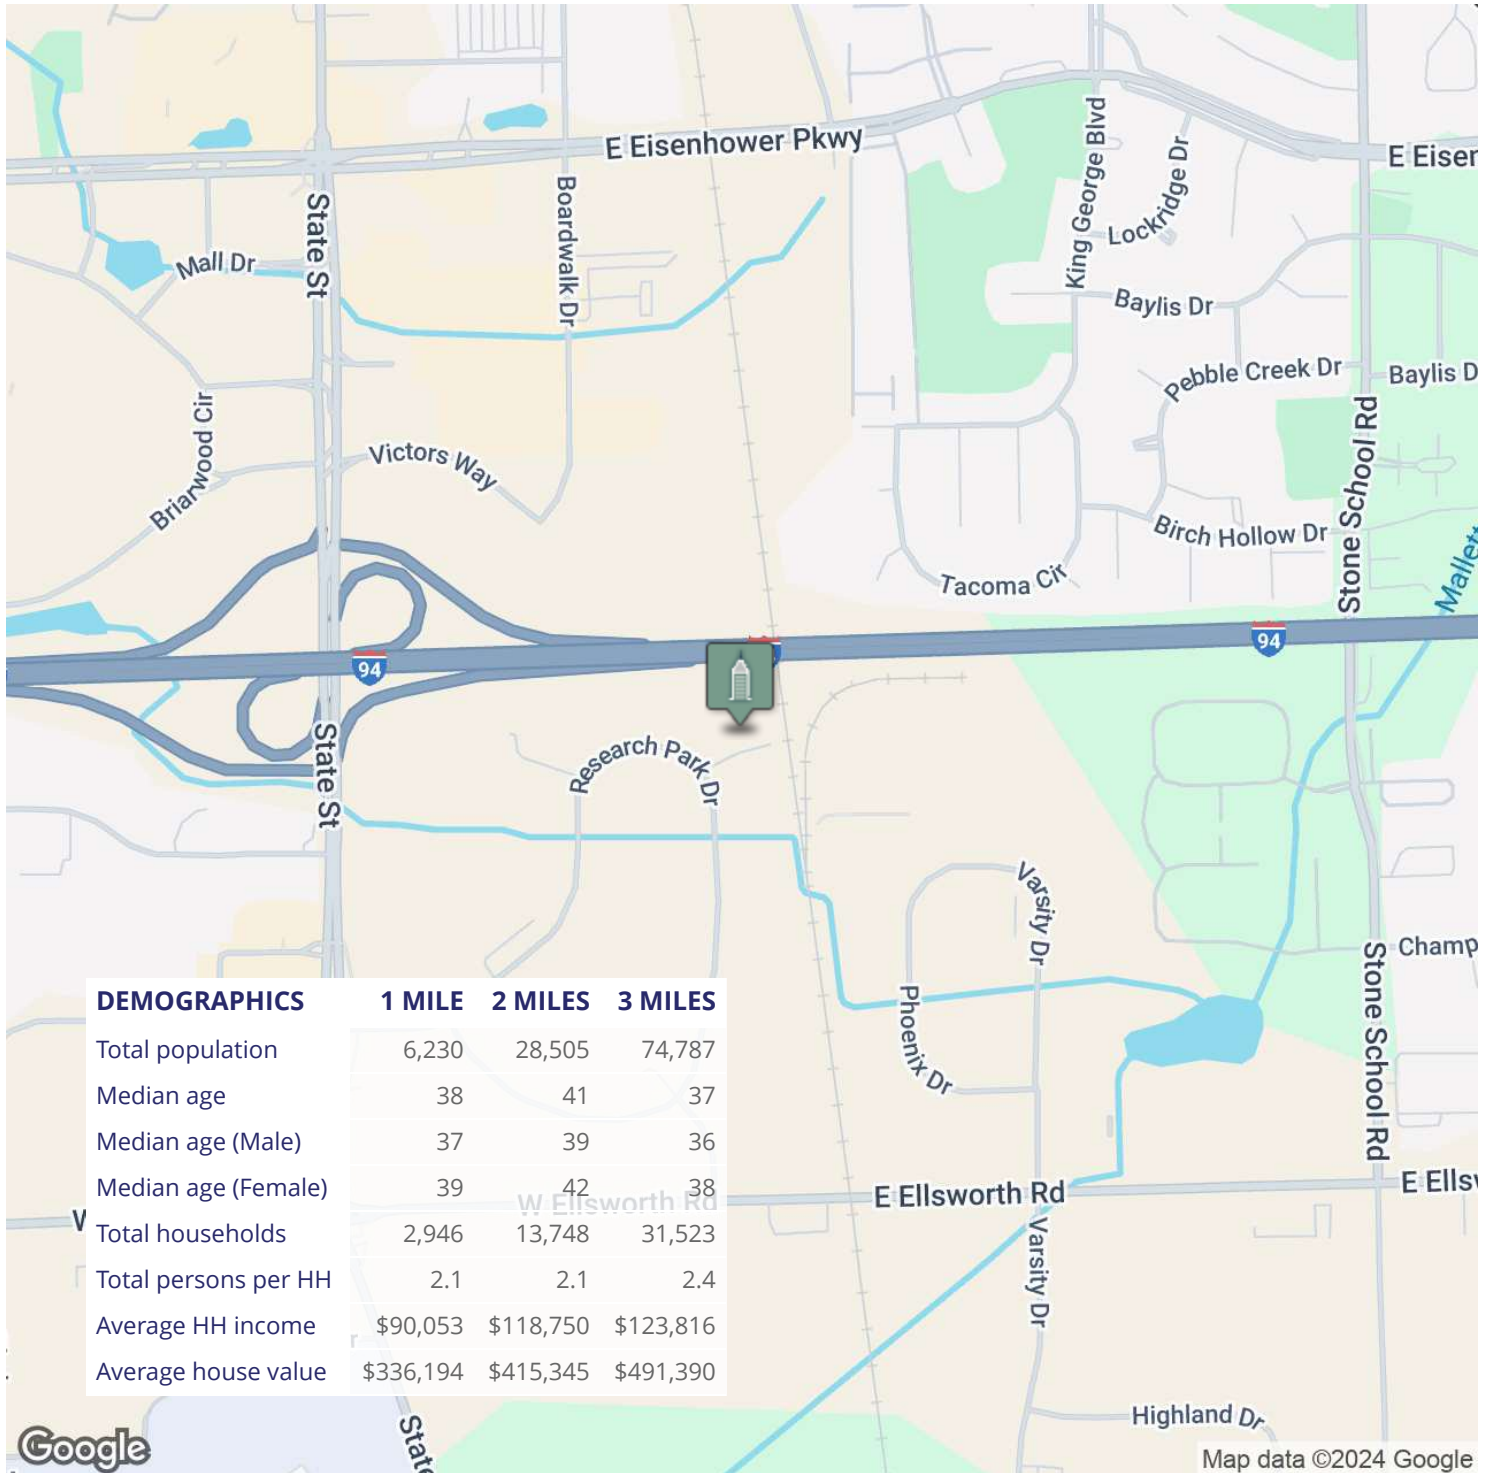 E Eisenhower Pkwy
E Eisen
King George Blvd
Lockridge Dr
Boardwalk Dr
State St
Mall Dr
Baylis Dr
Pebble Creek Dr
Baylis D
Briarwood Cir
Victors Way
Stone School Rd
Birch Hollow Dr
Tacoma Cir
Mallett
94
94
State St
Research Park Dr
Varsity Dr
Champ
Stone School Rd
Phoenix Dr
DEMOGRAPHICS 1 MILE 2 MILES 3 MILES
Total population 6,230 28,505 74,787
Median age 38 41 37
Median age (Male) 37 39 36
Median age (Female) 39 42 38
Total households 2,946 13,748 31,523
Total persons per HH 2.1 2.1 2.4
Average HH income $90,053 $118,750 $123,816
Average house value $336,194 $415,345 $491,390
W
W Ellsworth Rd
E Ellsworth Rd
E Ellsw
Varsity Dr
Highland Dr
State
Google
Map data ©2024 Google